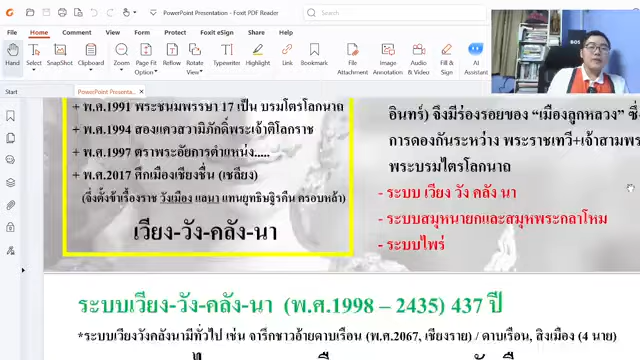 PowerPoint Presentation - Foxit PDF Reader
Search
File Home Comment View Form Protect Foxit eSign Share Help
Hand Select SnapShot Clipboard Zoom Page Fit Option Reflow Rotate View Typewriter Highlight Link Bookmark File Attachment Image Annotation Audio & Video AI Assistant
Start PowerPoint Presenta...
+ พ.ศ.1991 พระชนมพรรษา 17 เป็น บรมไตรโลกนาถ
+ พ.ศ.1994 สองแควสวามิภักดิ์พระเจ้าติโลกราช
+ พ.ศ.1997 ตราพระอัยการตำแหน่ง.....
+ พ.ศ.2017 ศึกเมืองเชียงชื่น (เชลียง)
(จึงตั้งข้าเรื่องราช วังเมือง แลนา แทนยุทธิษฐิรคืน ครอบหล้า)
เวียง-วัง-คลัง-นา
อินทร์) จึงมีร่องรอยของ “เมืองลูกหลวง” ซึ่
การดองกันระหว่าง พระราชเทวี+เจ้าสามพร
พระบรมไตรโลกนาถ
- ระบบ เวียง วัง คลัง นา
- ระบบสมุหนายกและสมุหพระกลาโหม
- ระบบไพร่
ระบบเวียง-วัง-คลัง-นา (พ.ศ.1998 – 2435) 437 ปี
*ระบบเวียงวังคลังนามีทั่วไป เช่น จารึกชาวอ้ายดาบเรือน (พ.ศ.2067, เชียงราย) / ดาบเรือน, สิงเมือง (4 นาย)